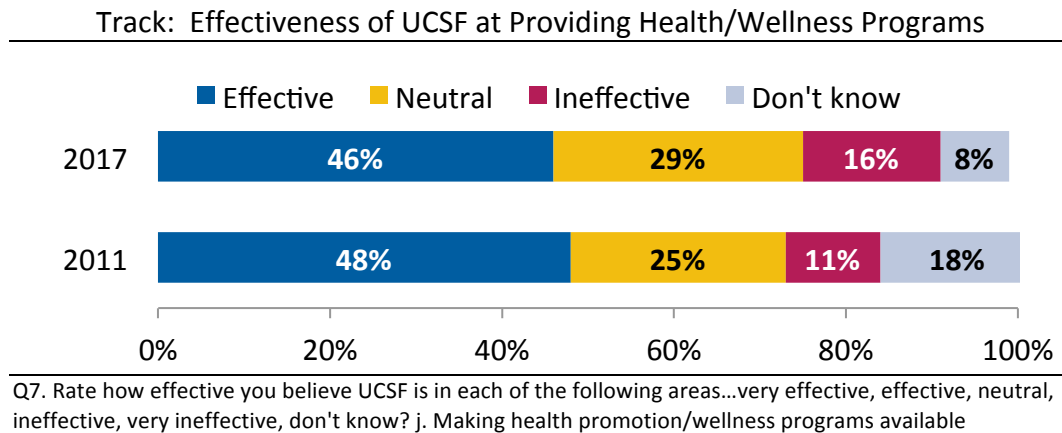 Track:  Effectiveness of UCSF at Providing Health/Wellness Programs
Effective Neutral Ineffective Don't know
2017 46% 29% 16% 8%
2011 48% 25% 11% 18%
0% 20% 40% 60% 80% 100%
Q7. Rate how effective you believe UCSF is in each of the following areas…very effective, effective, neutral,
ineffective, very ineffective, don't know? j. Making health promotion/wellness programs available